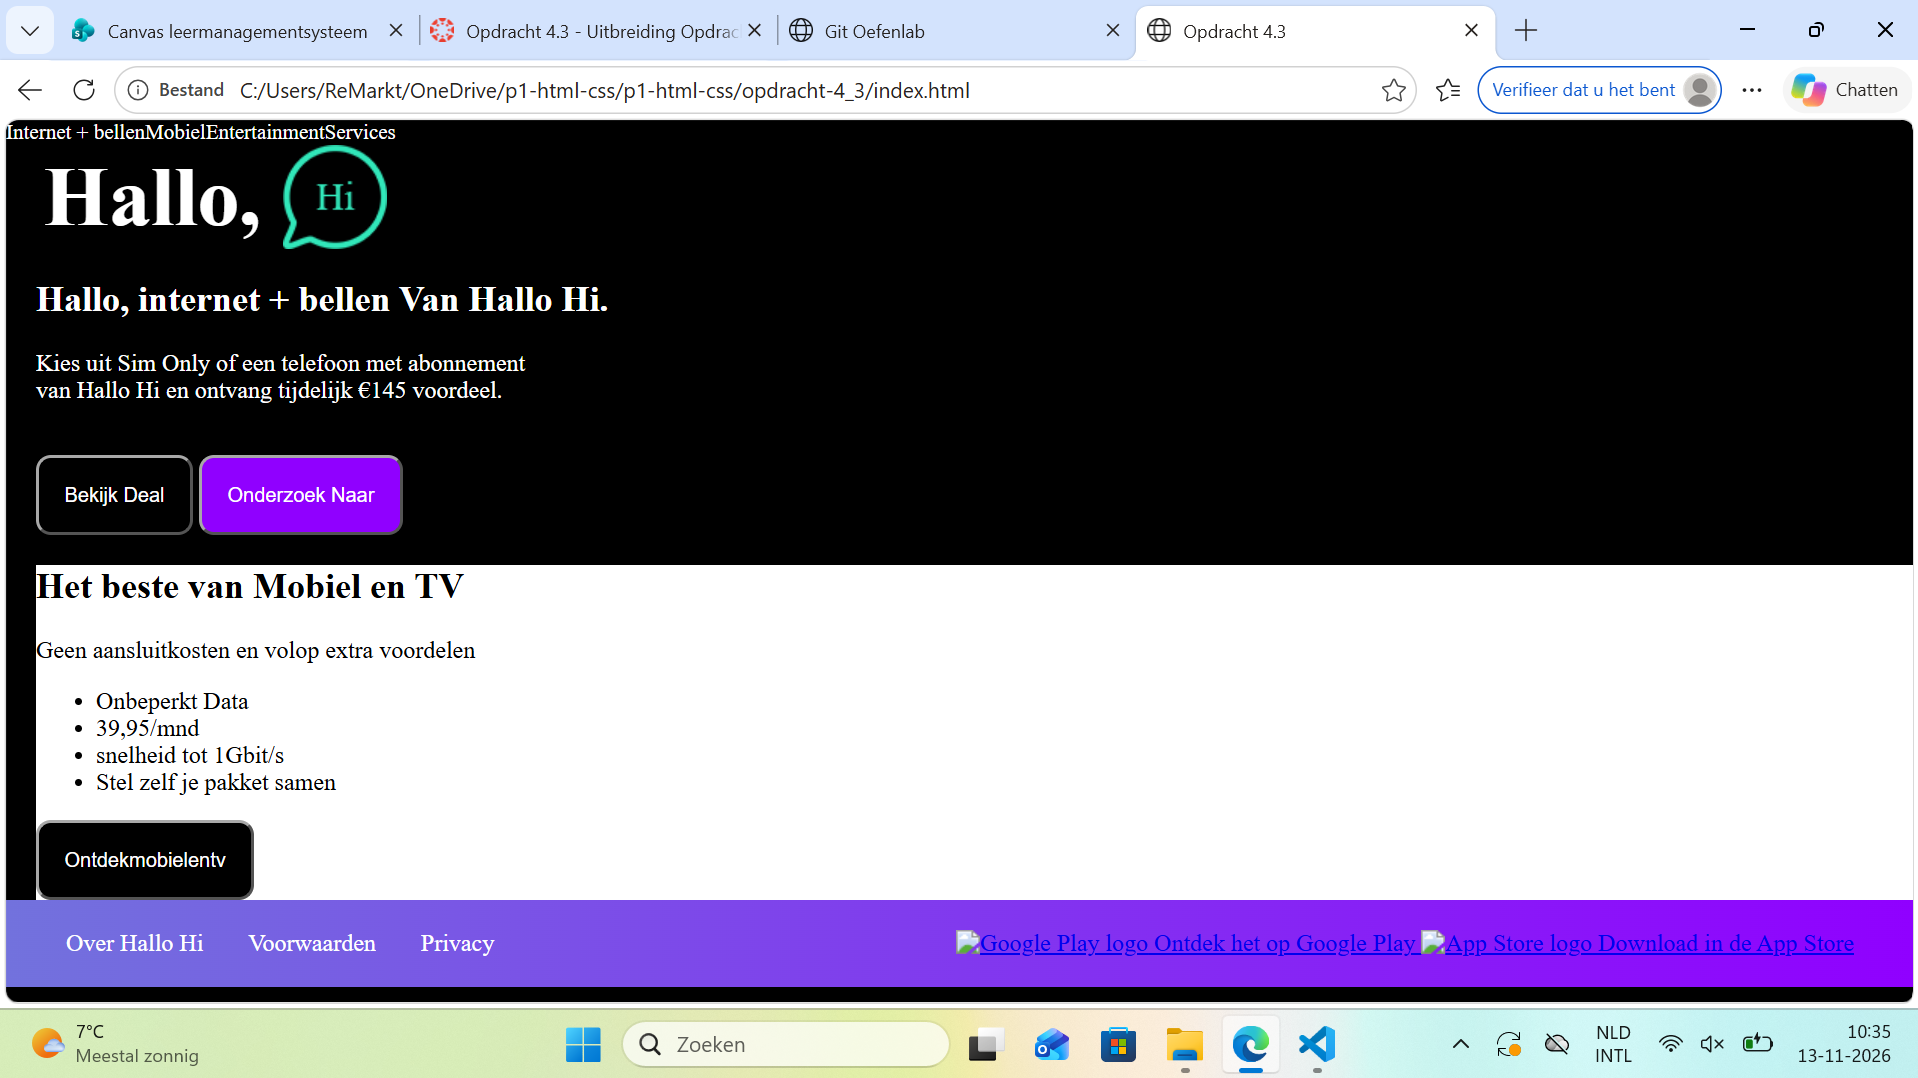 Canvas leermanagementsysteem
Opdracht 4.3 - Uitbreiding Opdrac
Git Oefenlab
Opdracht 4.3
Bestand C:/Users/ReMarkt/OneDrive/p1-html-css/p1-html-css/opdracht-4_3/index.html
Verifieer dat u het bent
Chatten
Internet + bellenMobielEntertainmentServices
Hallo, Hi
Hallo, internet + bellen Van Hallo Hi.
Kies uit Sim Only of een telefoon met abonnement
van Hallo Hi en ontvang tijdelijk €145 voordeel.
Bekijk Deal
Onderzoek Naar
Het beste van Mobiel en TV
Geen aansluitkosten en volop extra voordelen
• Onbeperkt Data
• 39,95/mnd
• snelheid tot 1Gbit/s
• Stel zelf je pakket samen
Ontdekmobielentv
Over Hallo Hi Voorwaarden Privacy
Google Play logo Ontdek het op Google Play App Store logo Download in de App Store
7°C
Meestal zonnig
Zoeken
NLD
INTL
10:35
13-11-2026